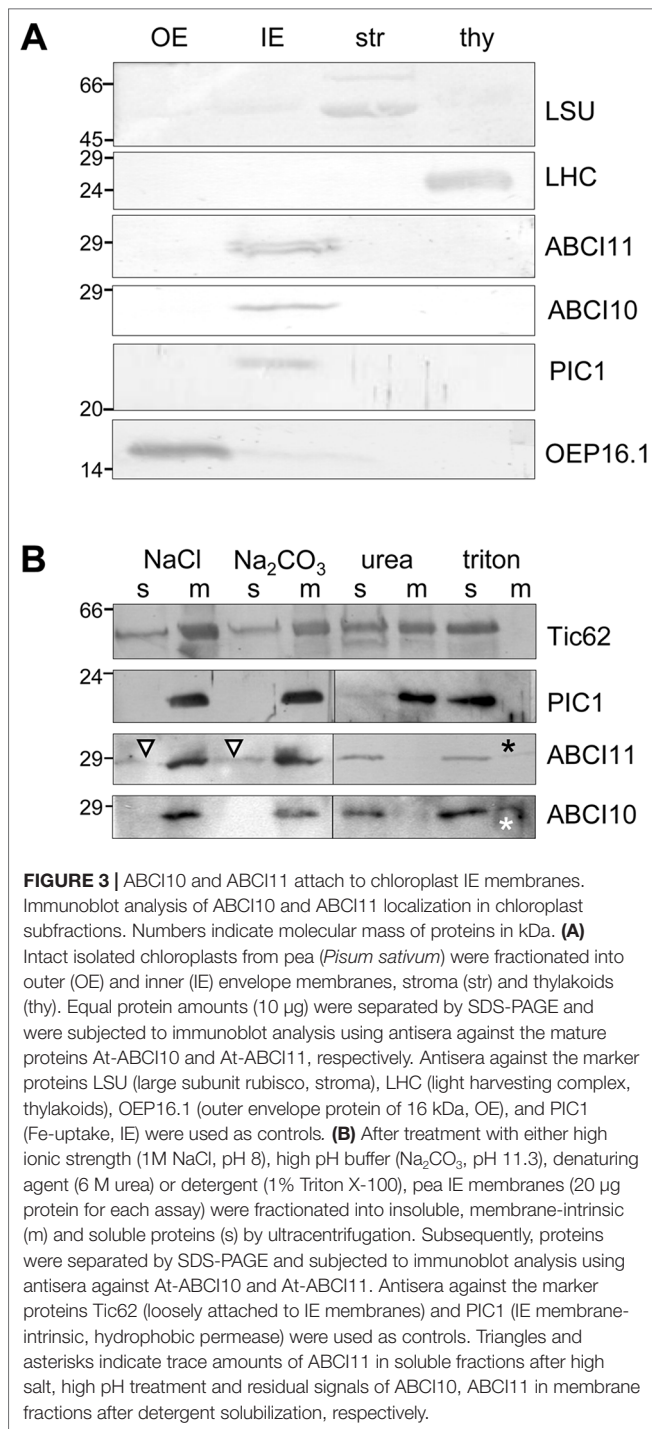 A
OE IE str thy
66
45
LSU
29
24
LHC
29
ABCI11
29
ABCI10
20
PIC1
14
OEP16.1
B
NaCl Na₂CO₃ urea triton
s m s m s m s m
66
Tic62
24
PIC1
29
ABCI11
*
29
ABCI10
*
FIGURE 3 | ABCI10 and ABCI11 attach to chloroplast IE membranes.
Immunoblot analysis of ABCI10 and ABCI11 localization in chloroplast
subfractions. Numbers indicate molecular mass of proteins in kDa. (A)
Intact isolated chloroplasts from pea (Pisum sativum) were fractionated into
outer (OE) and inner (IE) envelope membranes, stroma (str) and thylakoids
(thy). Equal protein amounts (10 µg) were separated by SDS-PAGE and
were subjected to immunoblot analysis using antisera against the mature
proteins At-ABCI10 and At-ABCI11, respectively. Antisera against the marker
proteins LSU (large subunit rubisco, stroma), LHC (light harvesting complex,
thylakoids), OEP16.1 (outer envelope protein of 16 kDa, OE), and PIC1
(Fe-uptake, IE) were used as controls. (B) After treatment with either high
ionic strength (1M NaCl, pH 8), high pH buffer (Na₂CO₃, pH 11.3), denaturing
agent (6 M urea) or detergent (1% Triton X-100), pea IE membranes (20 µg
protein for each assay) were fractionated into insoluble, membrane-intrinsic
(m) and soluble proteins (s) by ultracentrifugation. Subsequently, proteins
were separated by SDS-PAGE and subjected to immunoblot analysis using
antisera against At-ABCI10 and At-ABCI11. Antisera against the marker
proteins Tic62 (loosely attached to IE membranes) and PIC1 (IE membrane-
intrinsic, hydrophobic permease) were used as controls. Triangles and
asterisks indicate trace amounts of ABCI11 in soluble fractions after high
salt, high pH treatment and residual signals of ABCI10, ABCI11 in membrane
fractions after detergent solubilization, respectively.